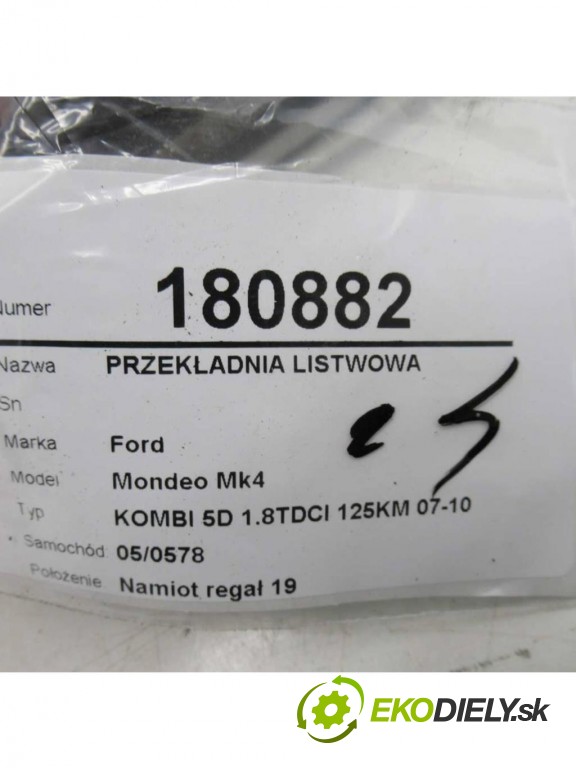 Numer 180882
Nazwa PRZEKŁADNIA LISTWOWA
Sn
Marka Ford
Model Mondeo Mk4
Typ KOMBI 5D 1.8TDCI 125KM 07-10
Samochód 05/0578
Położenie Namiot regał 19
EKODIELY.sk